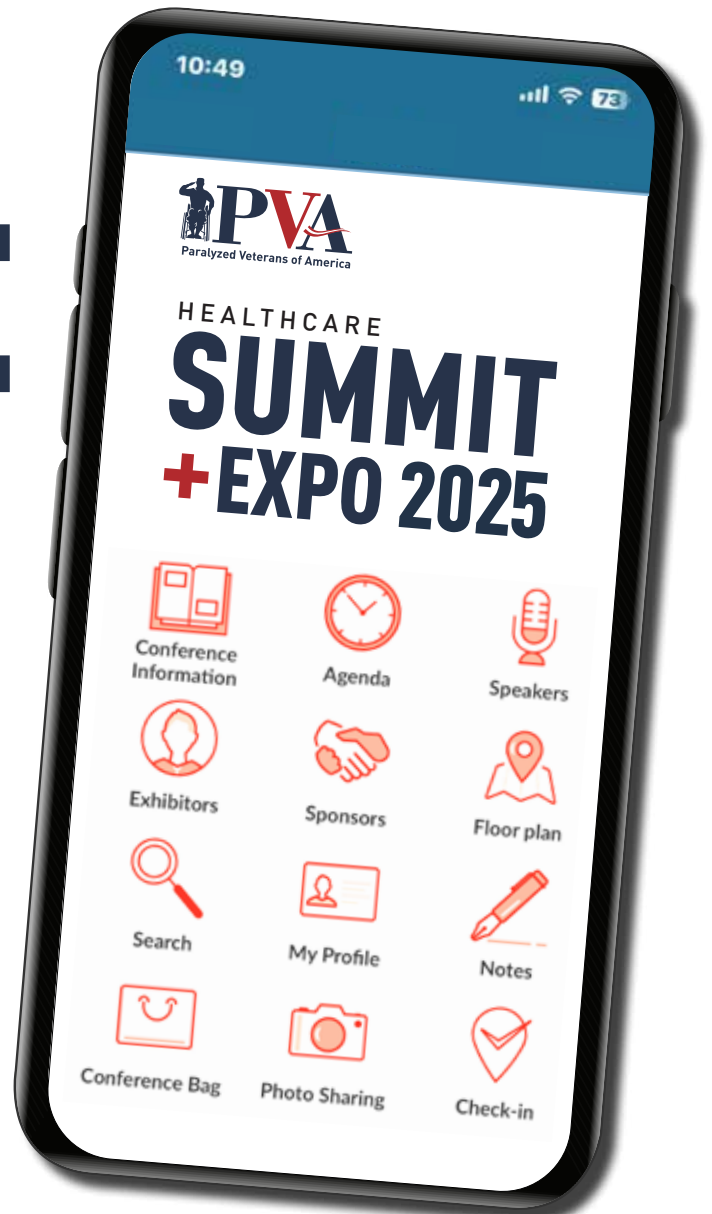 10:49
73
PVA
Paralyzed Veterans of America
HEALTHCARE
SUMMIT
+EXPO 2025
Conference
Information
Agenda
Speakers
Exhibitors
Sponsors
Floor plan
Search
My Profile
Notes
Conference Bag
Photo Sharing
Check-in